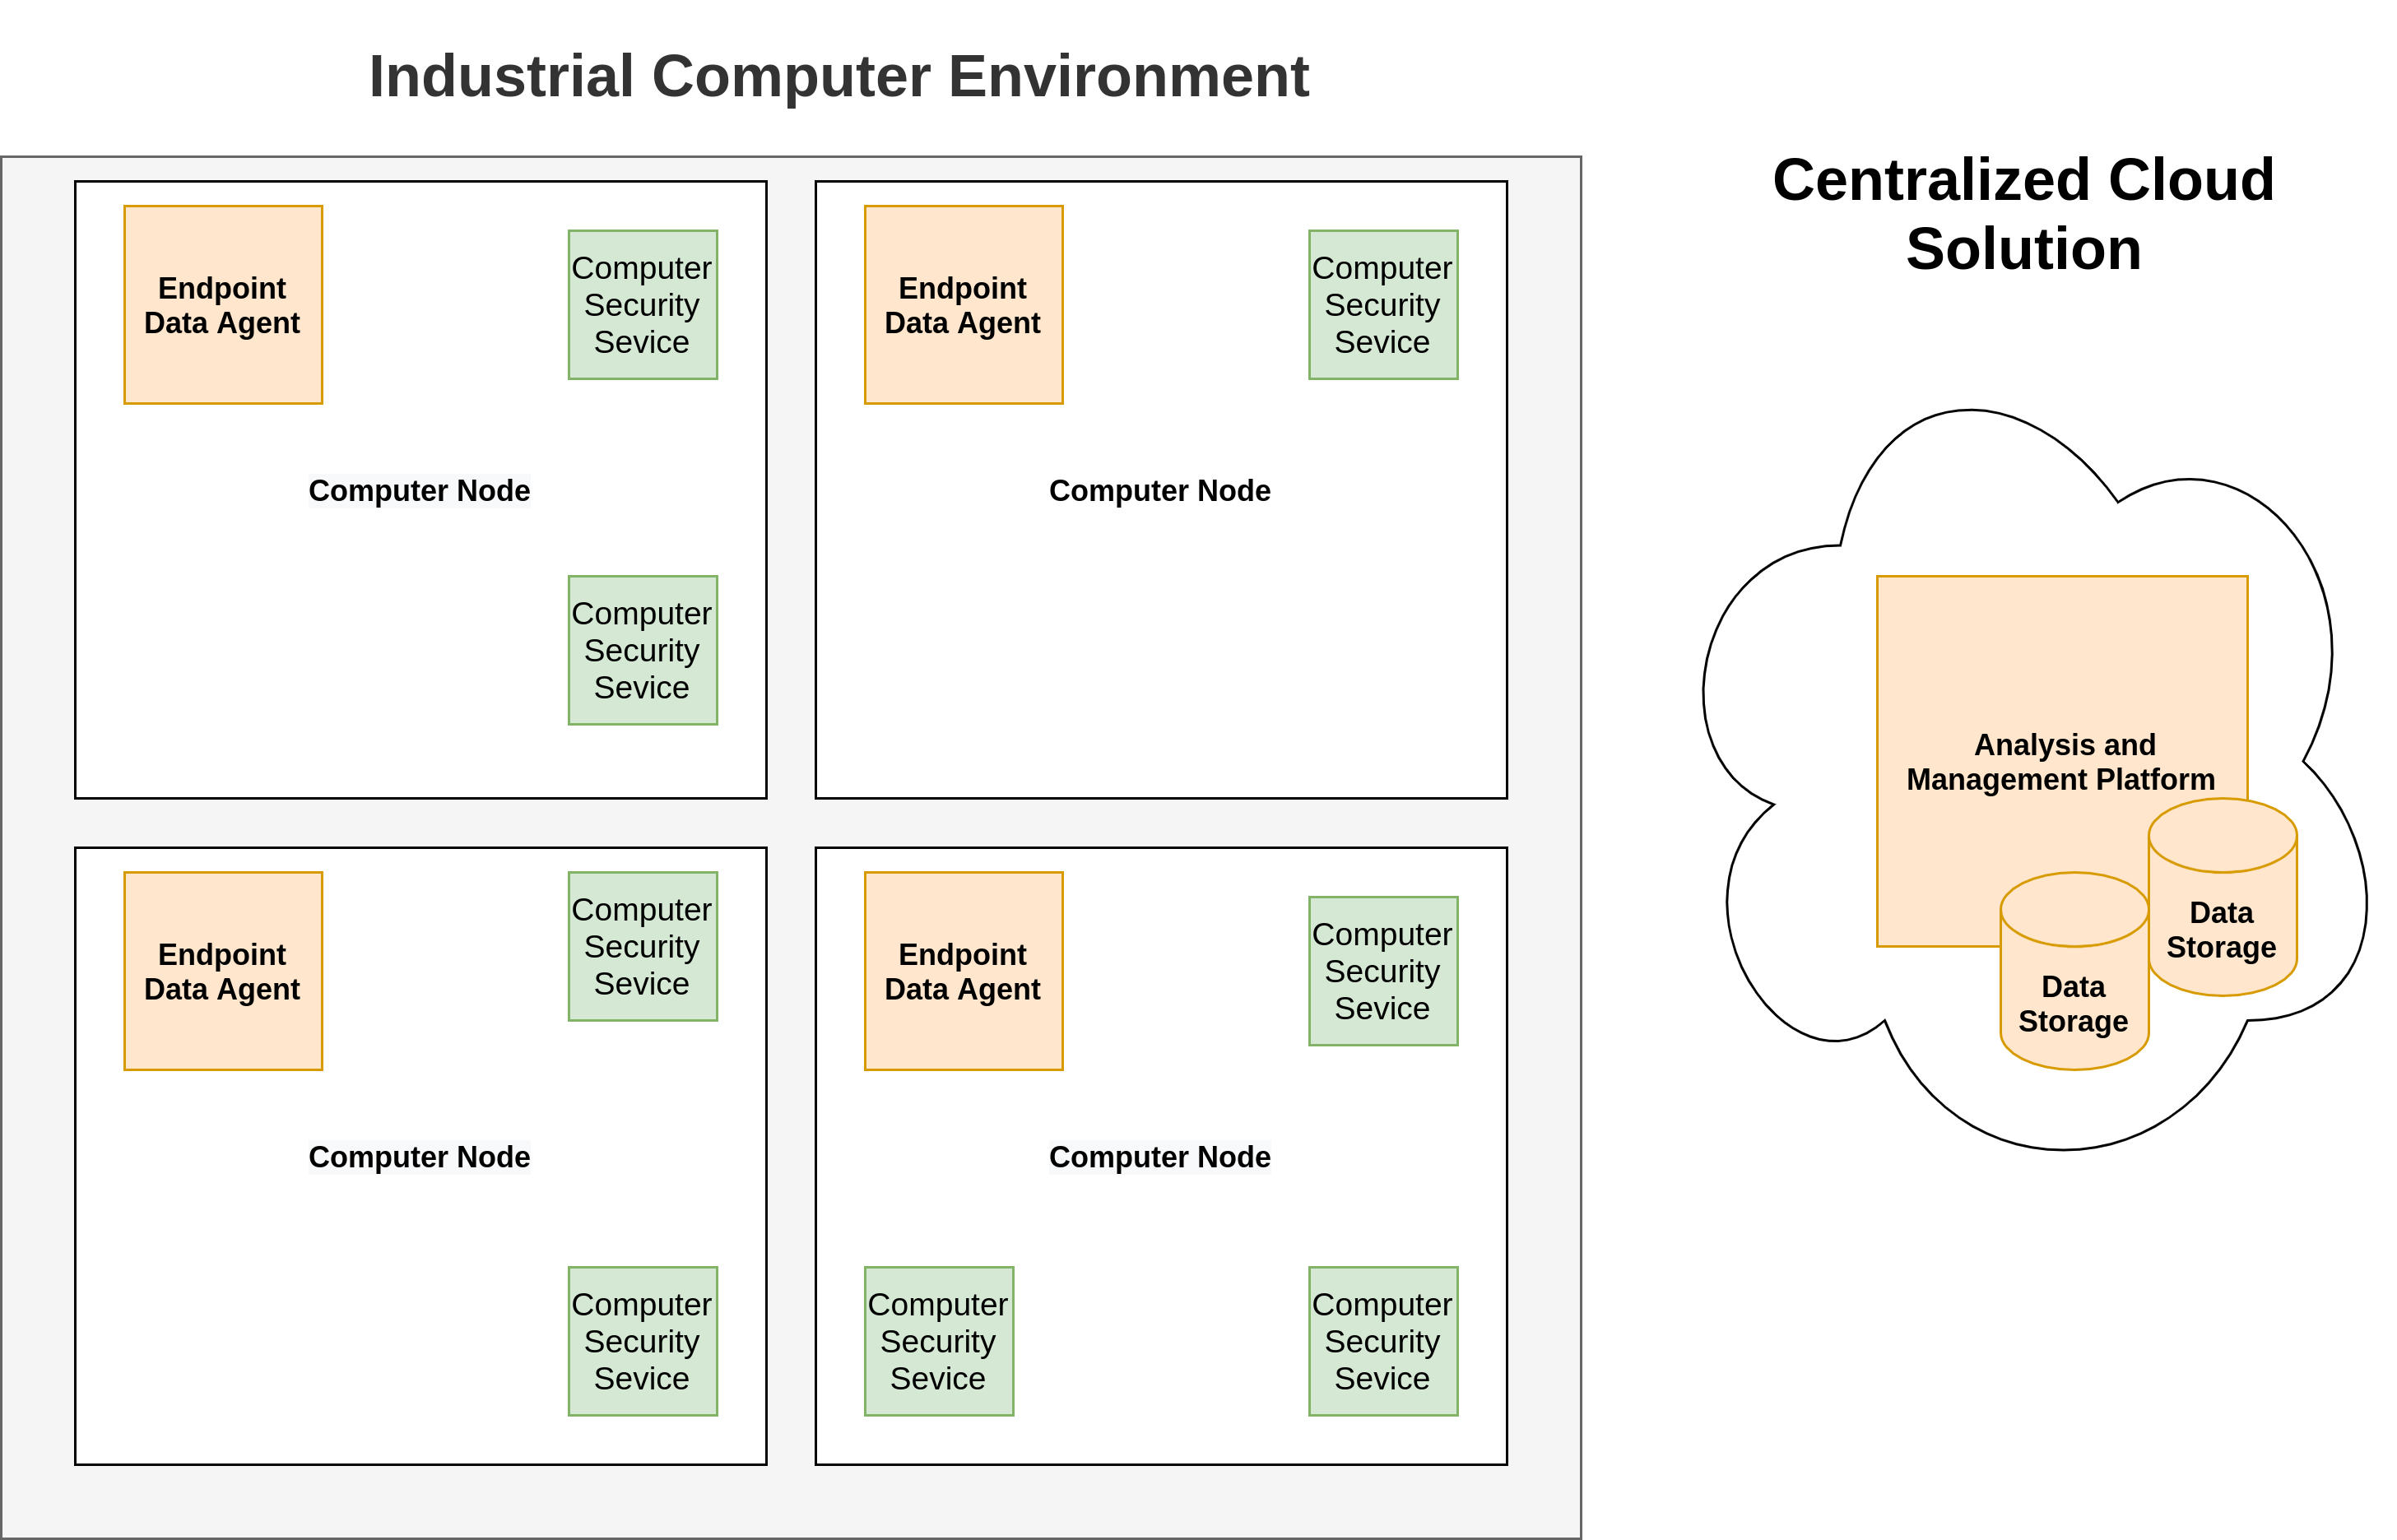 Industrial Computer Environment
Centralized Cloud
Solution
Endpoint
Data Agent
Computer
Security
Sevice
Computer Node
Computer
Security
Sevice
Endpoint
Data Agent
Computer
Security
Sevice
Computer Node
Endpoint
Data Agent
Computer
Security
Sevice
Computer Node
Computer
Security
Sevice
Endpoint
Data Agent
Computer
Security
Sevice
Computer Node
Computer
Security
Sevice
Computer
Security
Sevice
Analysis and
Management Platform
Data
Storage
Data
Storage